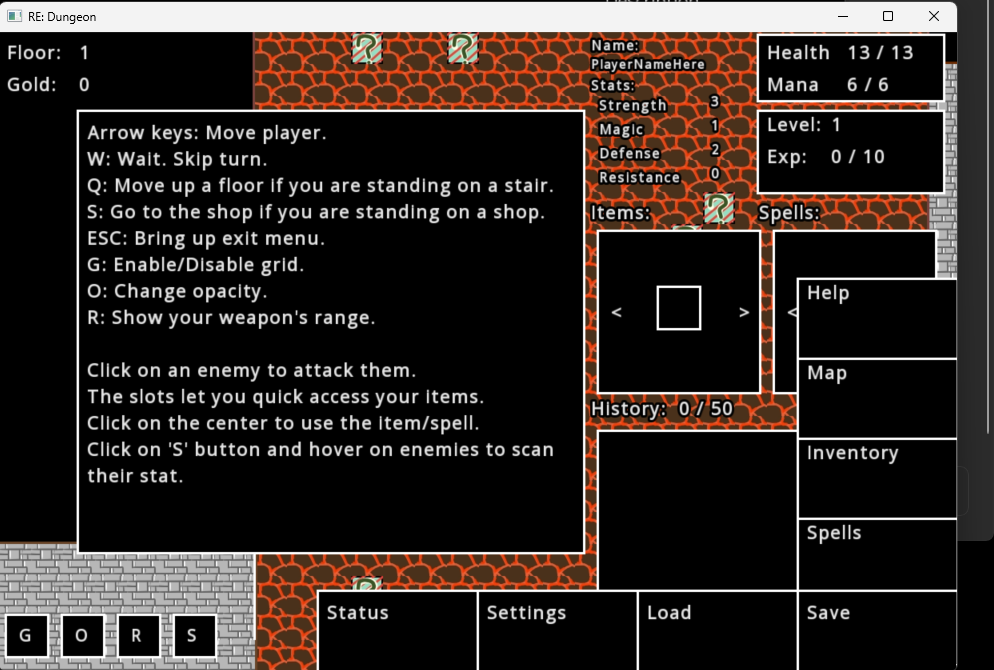 RE: Dungeon
Floor: 1
Gold: 0
Arrow keys: Move player.
W: Wait. Skip turn.
Q: Move up a floor if you are standing on a stair.
S: Go to the shop if you are standing on a shop.
ESC: Bring up exit menu.
G: Enable/Disable grid.
O: Change opacity.
R: Show your weapon's range.
Click on an enemy to attack them.
The slots let you quick access your items.
Click on the center to use the item/spell.
Click on 'S' button and hover on enemies to scan
their stat.
Name:
PlayerNameHere
Stats:
Strength 3
Magic 1
Defense 2
Resistance 0
Health 13 / 13
Mana 6 / 6
Level: 1
Exp: 0 / 10
Items:
Spells:
< >
<
History: 0 / 50
Help
Map
Inventory
Spells
Status
Settings
Load
Save
G O R S